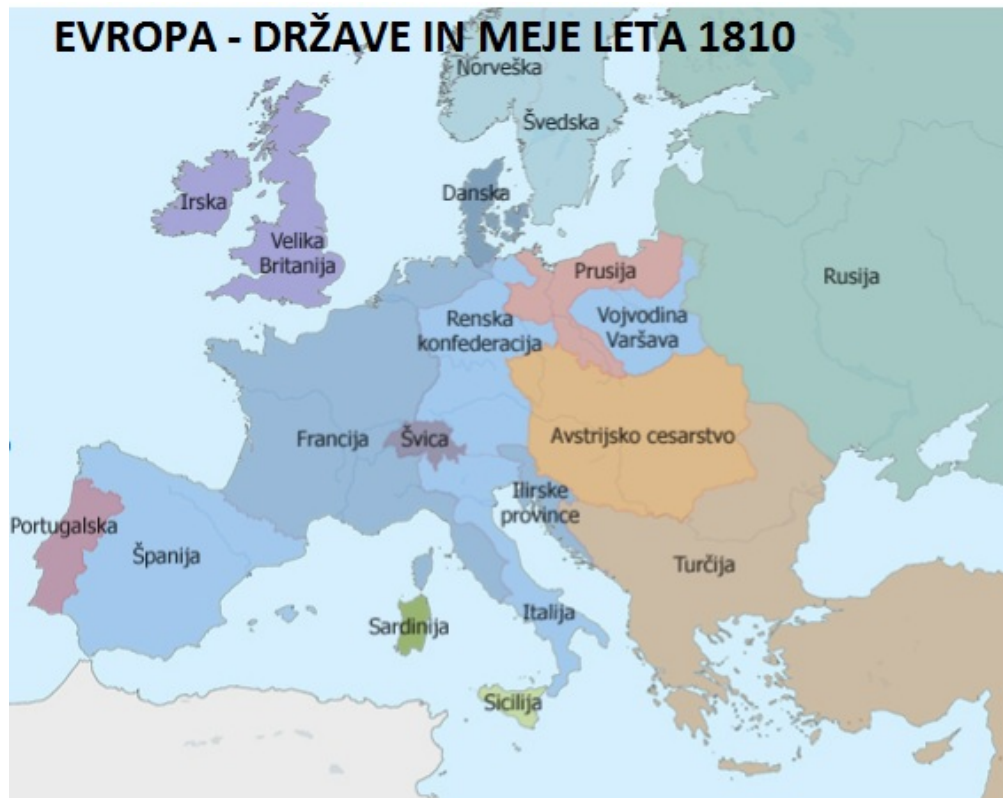 EVROPA - DRŽAVE IN MEJE LETA 1810
Norveška
Švedska
Danska
Irska
Velika
Britanija
Prusija
Rusija
Renska
konfederacija
Vojvodina
Varšava
Francija
Švica
Avstrijsko cesarstvo
Ilirske
province
Portugalska
Španija
Turčija
Sardinija
Italija
Sicilija